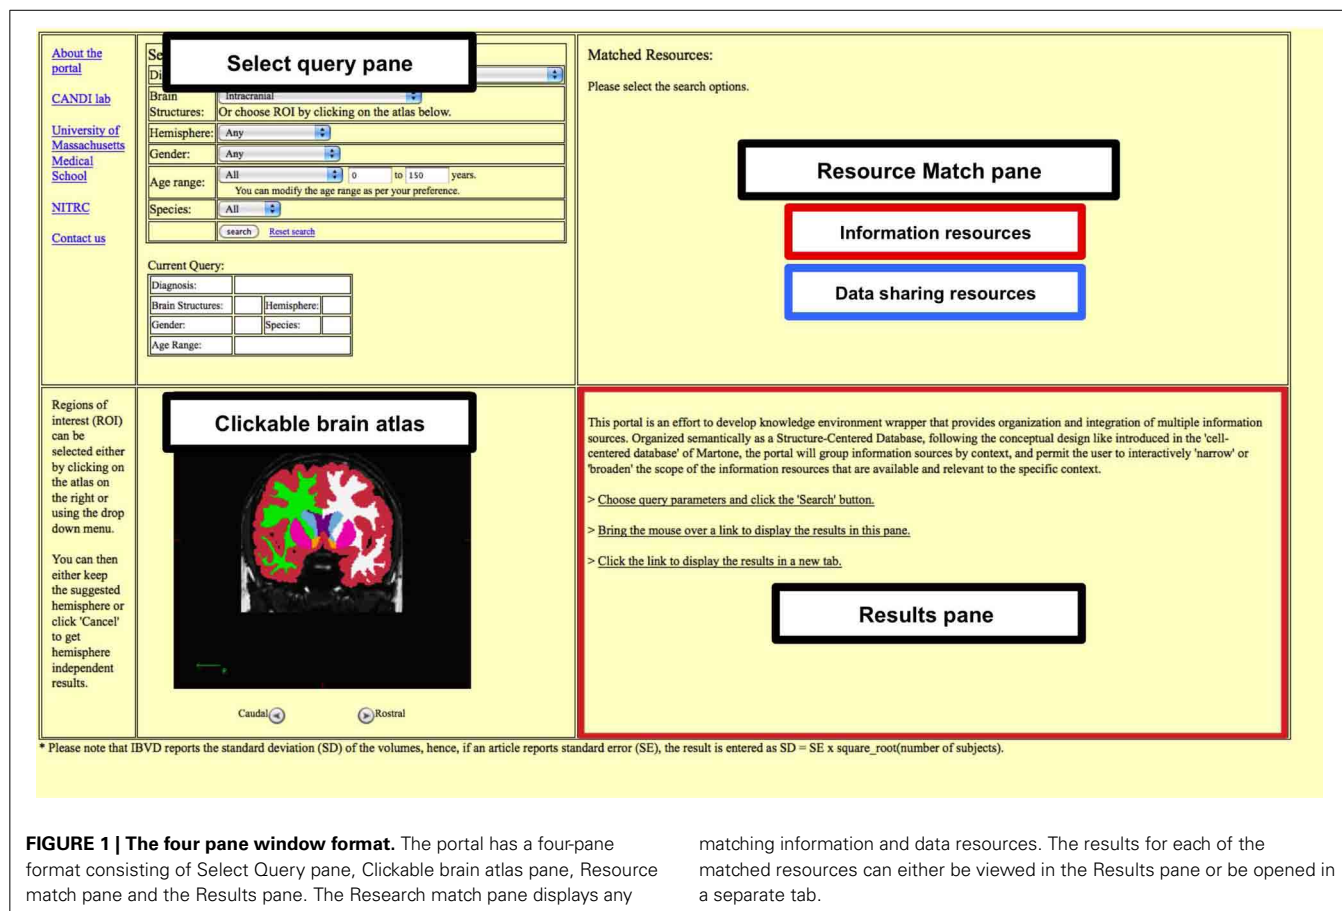 About the
portal
CANDI lab
University of
Massachusetts
Medical
School
NITRC
Contact us
Se
Select query pane
Di
Brain
Structures:
Intracranial
Or choose ROI by clicking on the atlas below.
Hemisphere: Any
Gender: Any
Age range: All 0 to 150 years.
You can modify the age range as per your preference.
Species: All
search Reset search
Current Query:
Diagnosis:
Brain Structures: Hemisphere:
Gender: Species:
Age Range:
Matched Resources:
Please select the search options.
Resource Match pane
Information resources
Data sharing resources
Regions of
interest (ROI)
can be
selected either
by clicking on
the atlas on
the right or
using the drop
down menu.
You can then
either keep
the suggested
hemisphere or
click 'Cancel'
to get
hemisphere
independent
results.
Clickable brain atlas
Caudal Rostral
This portal is an effort to develop knowledge environment wrapper that provides organization and integration of multiple information
sources. Organized semantically as a Structure-Centered Database, following the conceptual design like introduced in the 'cell-
centered database' of Martone, the portal will group information sources by context, and permit the user to interactively 'narrow' or
'broaden' the scope of the information resources that are available and relevant to the specific context.
> Choose query parameters and click the 'Search' button.
> Bring the mouse over a link to display the results in this pane.
> Click the link to display the results in a new tab.
Results pane
* Please note that IBVD reports the standard deviation (SD) of the volumes, hence, if an article reports standard error (SE), the result is entered as SD = SE x square_root(number of subjects).
FIGURE 1 | The four pane window format. The portal has a four-pane
format consisting of Select Query pane, Clickable brain atlas pane, Resource
match pane and the Results pane. The Research match pane displays any
matching information and data resources. The results for each of the
matched resources can either be viewed in the Results pane or be opened in
a separate tab.